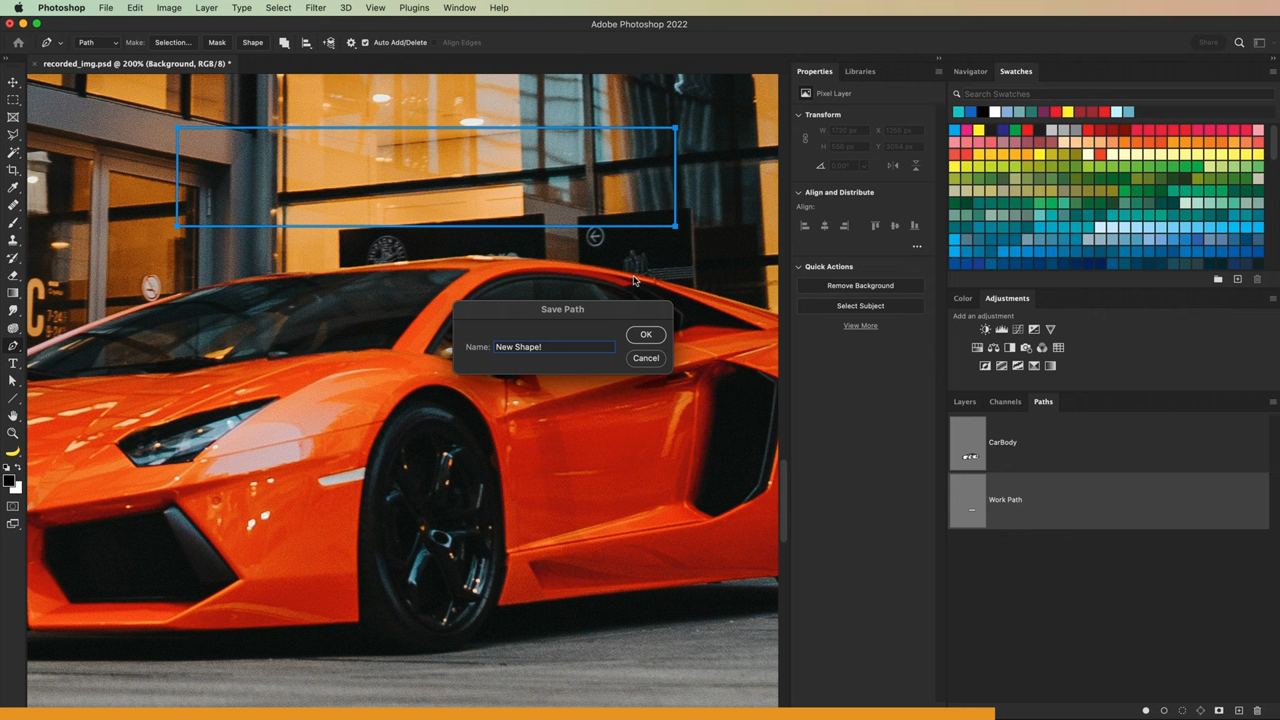 Photoshop File Edit Image Layer Type Select Filter 3D View Plugins Window Help
Adobe Photoshop 2022
Path Make: Selection... Mask Shape Auto Add/Delete Align Edges Share
recorded_img.psd @ 200% (Background, RGB/8) *
Properties Libraries
Pixel Layer
Transform
W 1720 px X 1255 px
H 556 px Y 3054 px
0.00°
Align and Distribute
Align:
Quick Actions
Remove Background
Select Subject
View More
Navigator Swatches
Search Swatches
Color Adjustments
Add an adjustment
Layers Channels Paths
CarBody
Work Path
Save Path
Name: New Shape!
OK
Cancel
C